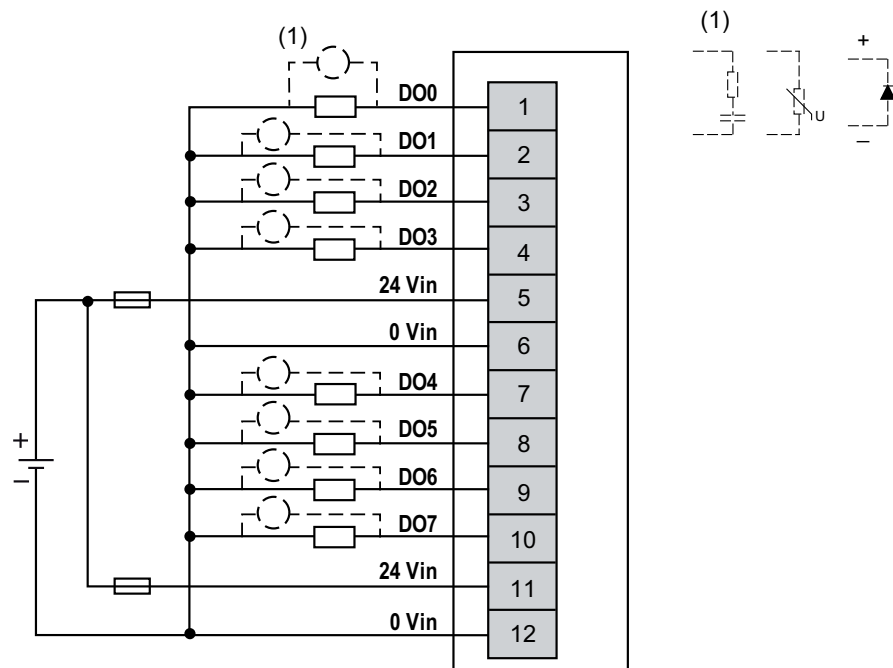 (1)
(1)
+
U
–
DO0 1
DO1 2
DO2 3
DO3 4
24 Vin 5
0 Vin 6
DO4 7
DO5 8
DO6 9
DO7 10
24 Vin 11
0 Vin 12
+
–